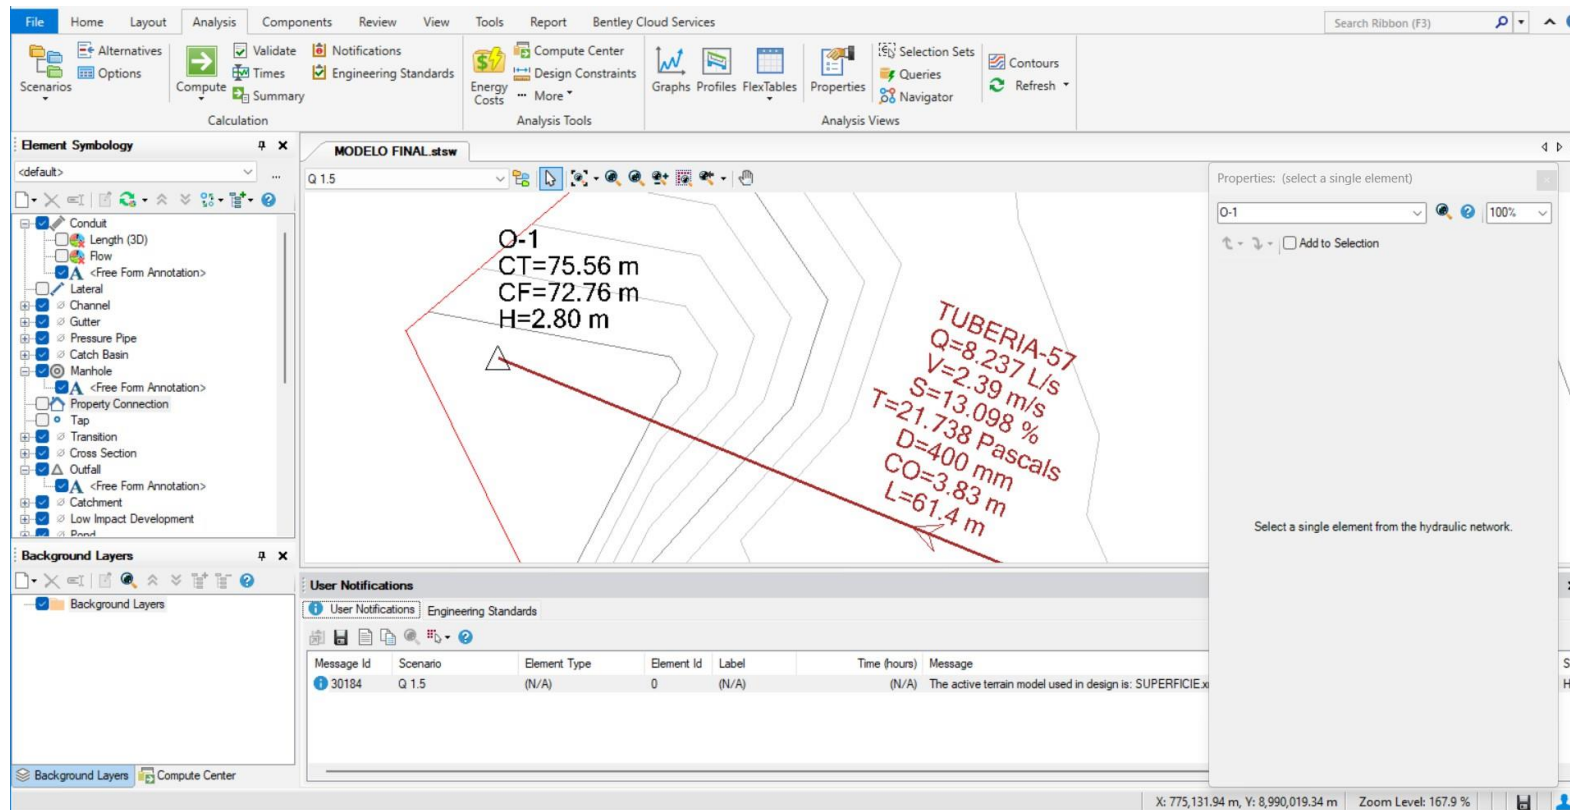 File Home Layout Analysis Components Review View Tools Report Bentley Cloud Services Search Ribbon (F3)
Scenarios
Alternatives
Options
Compute
Validate
Times
Summary
Notifications
Engineering Standards
Calculation
Energy Costs
Compute Center
Design Constraints
More
Analysis Tools
Graphs Profiles FlexTables Properties
Selection Sets
Queries
Navigator
Contours
Refresh
Analysis Views
Element Symbology
<default>
...
Conduit
Length (3D)
Flow
<Free Form Annotation>
Lateral
Channel
Gutter
Pressure Pipe
Catch Basin
Manhole
<Free Form Annotation>
Property Connection
Tap
Transition
Cross Section
Outfall
<Free Form Annotation>
Catchment
Low Impact Development
Pond
Background Layers
Background Layers
Background Layers Compute Center
MODELO FINAL.stsw
Q 1.5
O-1
CT=75.56 m
CF=72.76 m
H=2.80 m
TUBERIA-57
Q=8.237 L/s
V=2.39 m/s
S=13.098 %
T=21.738 Pascals
D=400 mm
CO=3.83 m
L=61.4 m
Properties: (select a single element)
O-1 100%
Add to Selection
Select a single element from the hydraulic network.
User Notifications
User Notifications Engineering Standards
Message Id Scenario Element Type Element Id Label Time (hours) Message
30184 Q 1.5 (N/A) 0 (N/A) (N/A) The active terrain model used in design is: SUPERFICIE.x
X: 775,131.94 m, Y: 8,990,019.34 m Zoom Level: 167.9 %